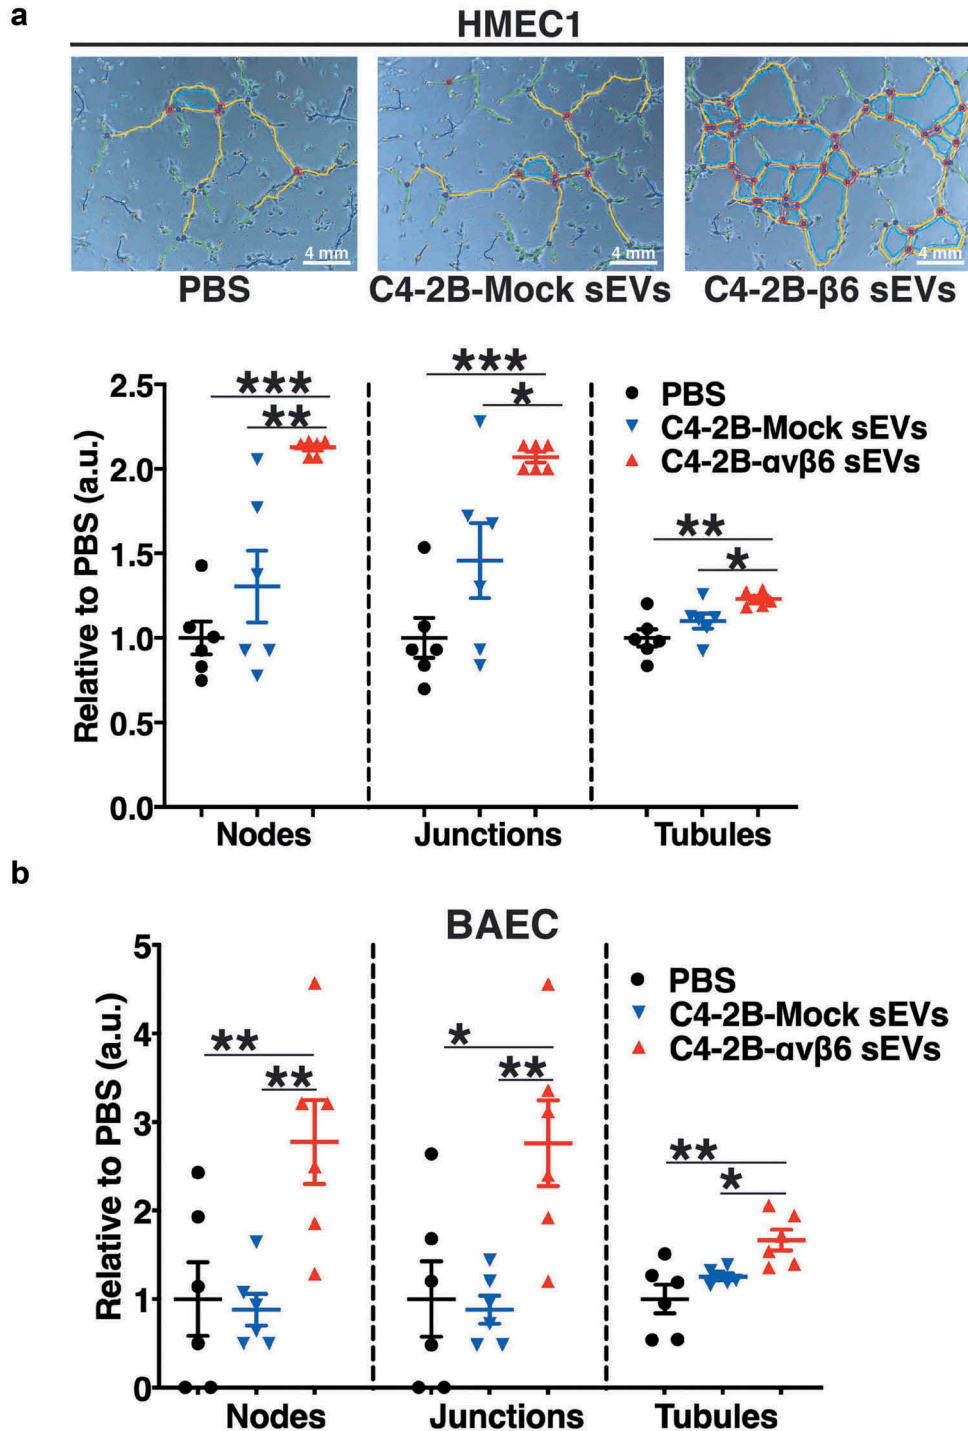 a
HMEC1
4 mm
4 mm
4 mm
PBS
C4-2B-Mock sEVs
C4-2B-β6 sEVs
Relative to PBS (a.u.)
2.5
2.0
1.5
1.0
0.5
0.0
***
**
***
*
**
*
PBS
C4-2B-Mock sEVs
C4-2B-αvβ6 sEVs
Nodes
Junctions
Tubules
b
BAEC
Relative to PBS (a.u.)
5
4
3
2
1
0
**
**
*
**
**
*
PBS
C4-2B-Mock sEVs
C4-2B-αvβ6 sEVs
Nodes
Junctions
Tubules